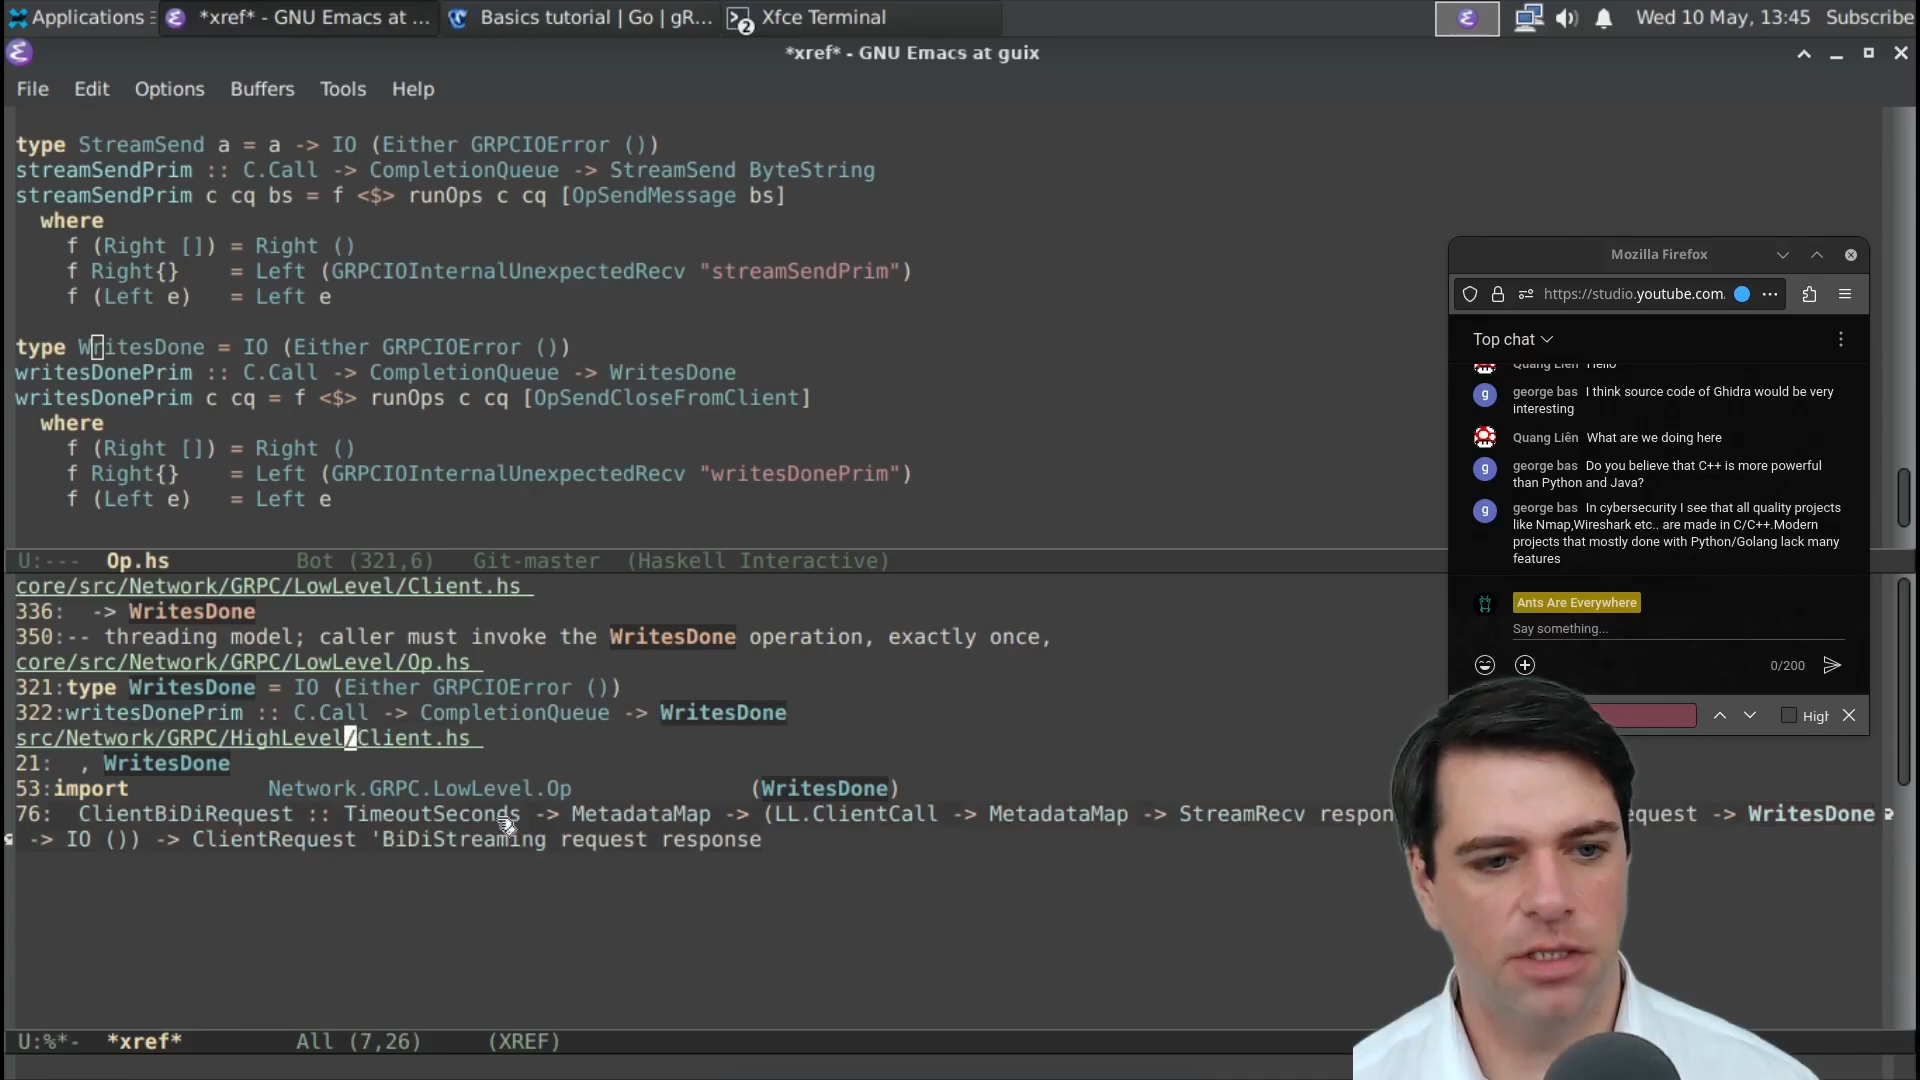 Applications
*xref* - GNU Emacs at ...
Basics tutorial | Go | gR...
2
Xfce Terminal
Wed 10 May, 13:45
Subscribe
*xref* - GNU Emacs at guix
File Edit Options Buffers Tools Help
type StreamSend a = a -> IO (Either GRPCIOError ())
streamSendPrim :: C.Call -> CompletionQueue -> StreamSend ByteString
streamSendPrim c cq bs = f <$> runOps c cq [OpSendMessage bs]
where
f (Right []) = Right ()
f Right{} = Left (GRPCIOInternalUnexpectedRecv "streamSendPrim")
f (Left e) = Left e
type WritesDone = IO (Either GRPCIOError ())
writesDonePrim :: C.Call -> CompletionQueue -> WritesDone
writesDonePrim c cq = f <$> runOps c cq [OpSendCloseFromClient]
where
f (Right []) = Right ()
f Right{} = Left (GRPCIOInternalUnexpectedRecv "writesDonePrim")
f (Left e) = Left e
U:--- Op.hs Bot (321,6) Git-master (Haskell Interactive)
core/src/Network/GRPC/LowLevel/Client.hs
336: -> WritesDone
350:-- threading model; caller must invoke the WritesDone operation, exactly once,
core/src/Network/GRPC/LowLevel/Op.hs
321:type WritesDone = IO (Either GRPCIOError ())
322:writesDonePrim :: C.Call -> CompletionQueue -> WritesDone
src/Network/GRPC/HighLevel/Client.hs
21: , WritesDone
53:import Network.GRPC.LowLevel.Op (WritesDone)
76: ClientBiDiRequest :: TimeoutSeconds -> MetadataMap -> (LL.ClientCall -> MetadataMap -> StreamRecv respon equest -> WritesDone
-> IO ()) -> ClientRequest 'BiDiStreaming request response
U:%*- *xref* All (7,26) (XREF)
Mozilla Firefox
https://studio.youtube.com.
Top chat
Quang Liên Hello
george bas I think source code of Ghidra would be very
interesting
Quang Liên What are we doing here
george bas Do you believe that C++ is more powerful
than Python and Java?
george bas In cybersecurity I see that all quality projects
like Nmap,Wireshark etc.. are made in C/C++.Modern
projects that mostly done with Python/Golang lack many
features
Ants Are Everywhere
Say something...
0/200
High